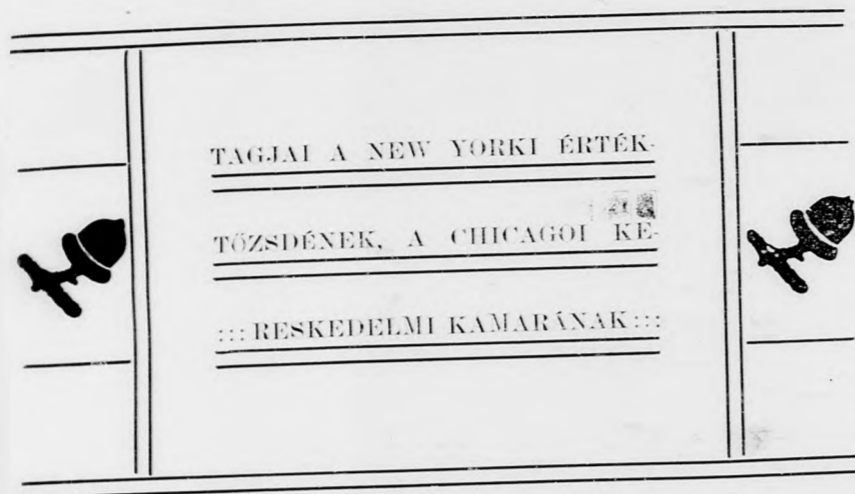 TAGJAI A NEW YORKI ÉRTÉK-
TŐZSDÉNEK, A CHICAGOI KE-
::: RESKEDELMI KAMARÁNAK :::